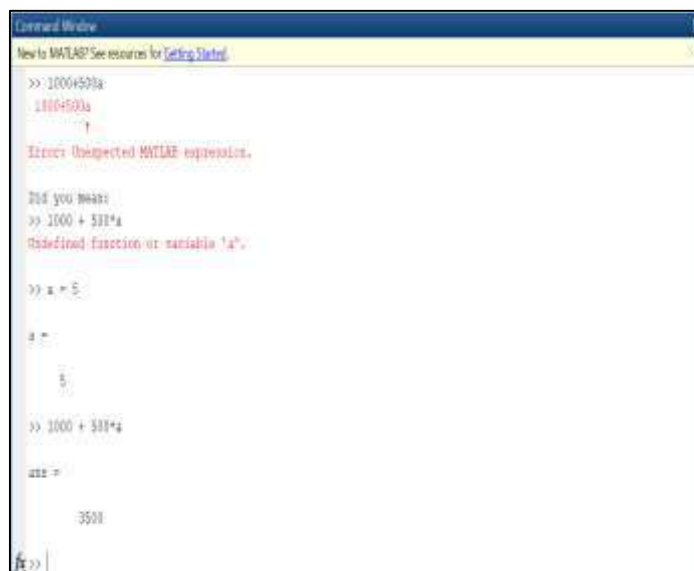 Command Window
New to MATLAB? See resources for Getting Started.
>> 1000+500a
1000+500a
↑
Error: Unexpected MATLAB expression.
Did you mean:
>> 1000 + 500*a
Undefined function or variable 'a'.
>> a = 5
a =
5
>> 1000 + 500*a
ans =
3500
fx >>